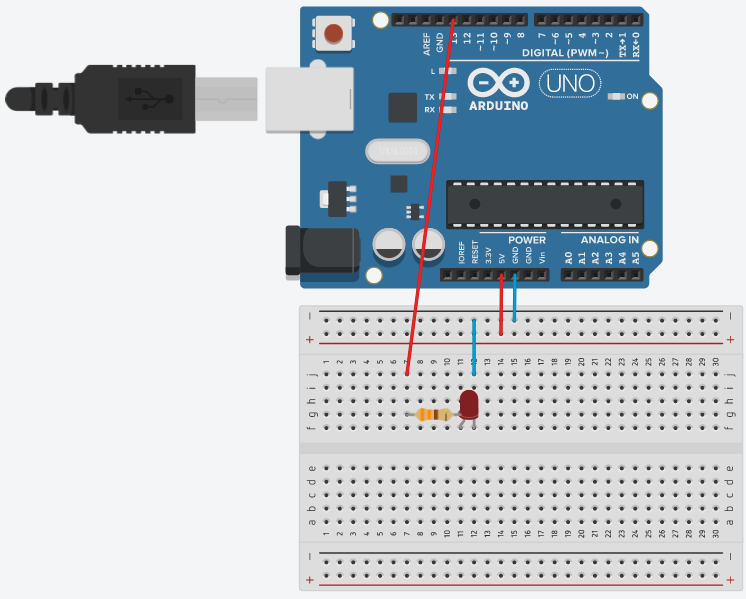 AREF GND 13 12 ~11 ~10 ~9 8 7 ~6 ~5 4 ~3 2 TX→1 RX←0
DIGITAL (PWM~)
L
TX
RX
ARDUINO
UNO
ON
POWER
ANALOG IN
IOREF RESET 3.3V 5V GND GND Vin A0 A1 A2 A3 A4 A5
− −
+ +
1 2 3 4 5 6 7 8 9 10 11 12 13 14 15 16 17 18 19 20 21 22 23 24 25 26 27 28 29 30
j j
i i
h h
g g
f f
e e
d d
c c
b b
a a
1 2 3 4 5 6 7 8 9 10 11 12 13 14 15 16 17 18 19 20 21 22 23 24 25 26 27 28 29 30
− −
+ +